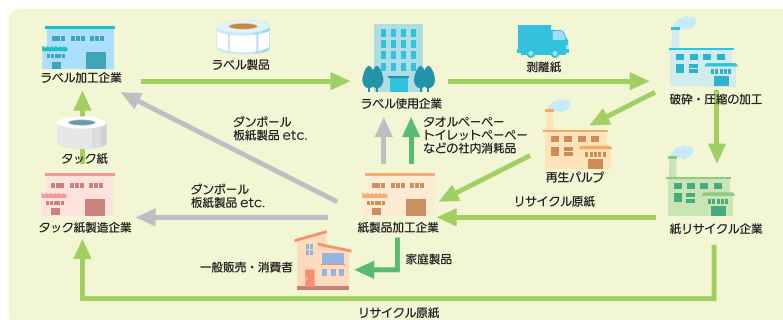 ラベル製品
剥離紙
ラベル加工企業
ラベル使用企業
破砕・圧縮の加工
ダンボール
板紙製品 etc.
タオルペーペー
トイレットペーペー
などの社内消耗品
タック紙
再生パルプ
ダンボール
板紙製品 etc.
リサイクル原紙
タック紙製造企業
紙製品加工企業
紙リサイクル企業
一般販売・消費者
家庭製品
リサイクル原紙